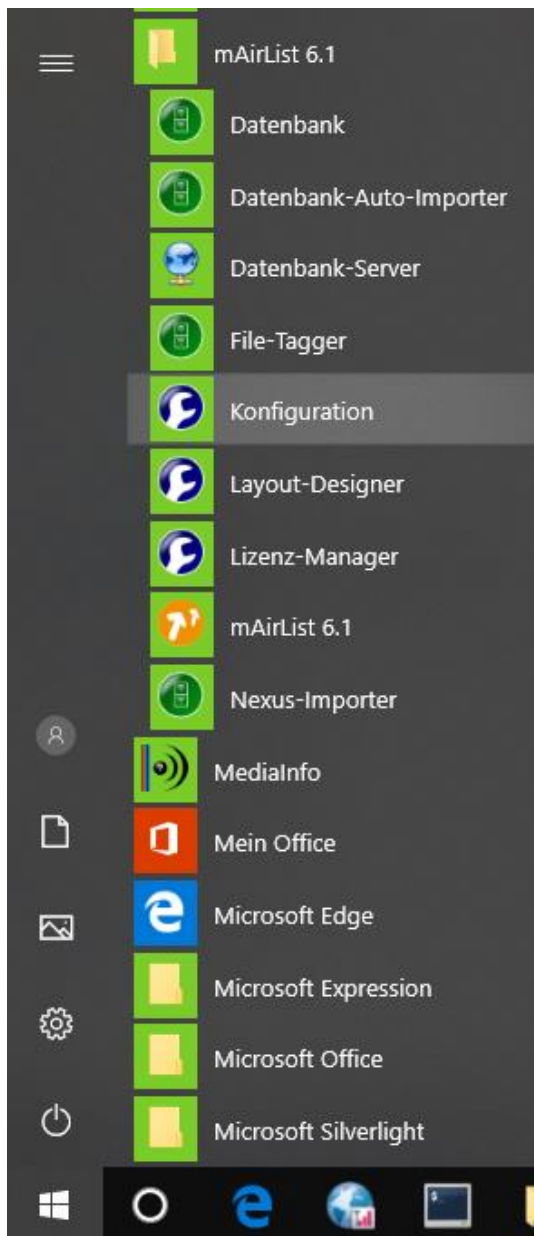 mAirList 6.1
Datenbank
Datenbank-Auto-Importer
Datenbank-Server
File-Tagger
Konfiguration
Layout-Designer
Lizenz-Manager
mAirList 6.1
Nexus-Importer
MediaInfo
Mein Office
Microsoft Edge
Microsoft Expression
Microsoft Office
Microsoft Silverlight